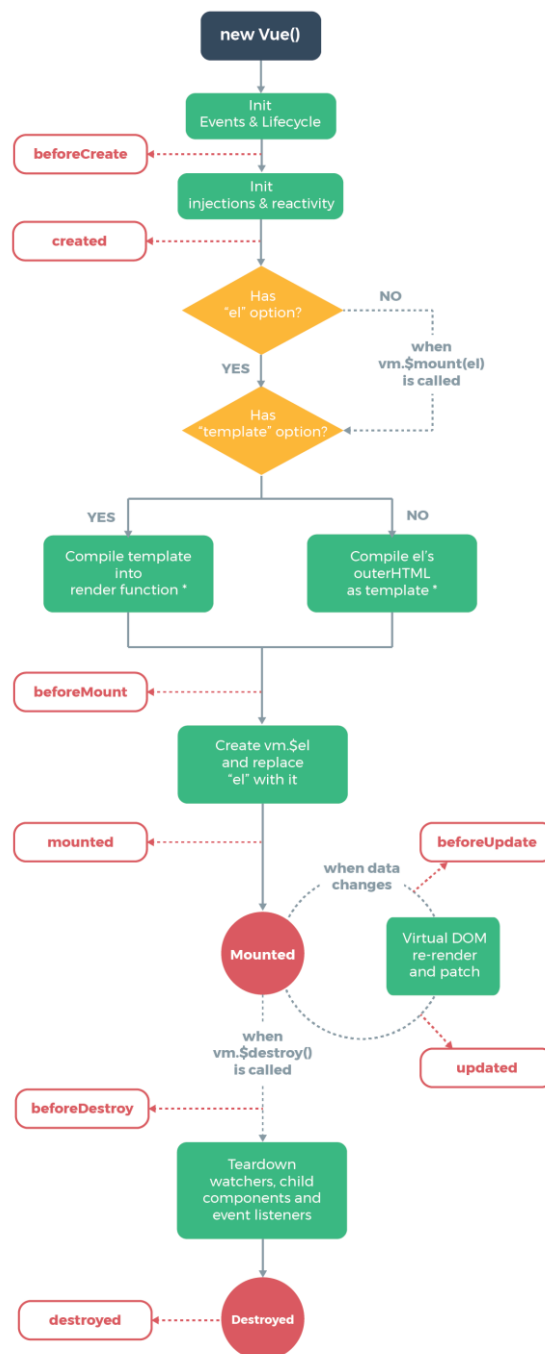 new Vue()
Init
Events & Lifecycle
beforeCreate
Init
injections & reactivity
created
Has
“el” option?
NO
when
vm.$mount(el)
is called
YES
Has
“template” option?
YES
NO
Compile template
into
render function *
Compile el’s
outerHTML
as template *
beforeMount
Create vm.$el
and replace
“el” with it
mounted
beforeUpdate
when data
changes
Mounted
Virtual DOM
re-render
and patch
when
vm.$destroy()
is called
updated
beforeDestroy
Teardown
watchers, child
components and
event listeners
destroyed
Destroyed